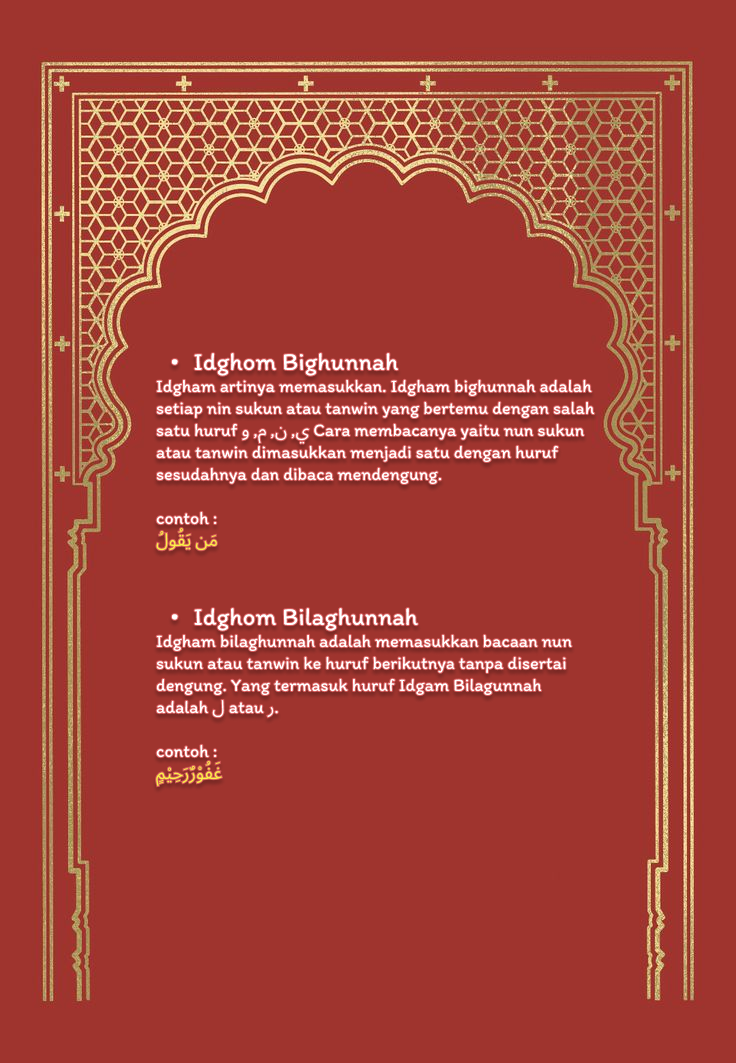 • Idghom Bighunnah
Idgham artinya memasukkan. Idgham bighunnah adalah
setiap nin sukun atau tanwin yang bertemu dengan salah
satu huruf ي, ن, م, و Cara membacanya yaitu nun sukun
atau tanwin dimasukkan menjadi satu dengan huruf
sesudahnya dan dibaca mendengung.
contoh :
مَن يَقُولُ
• Idghom Bilaghunnah
Idgham bilaghunnah adalah memasukkan bacaan nun
sukun atau tanwin ke huruf berikutnya tanpa disertai
dengung. Yang termasuk huruf Idgam Bilagunnah
adalah ل atau ر.
contoh :
غَفُوْرٌرَحِيْمٍ